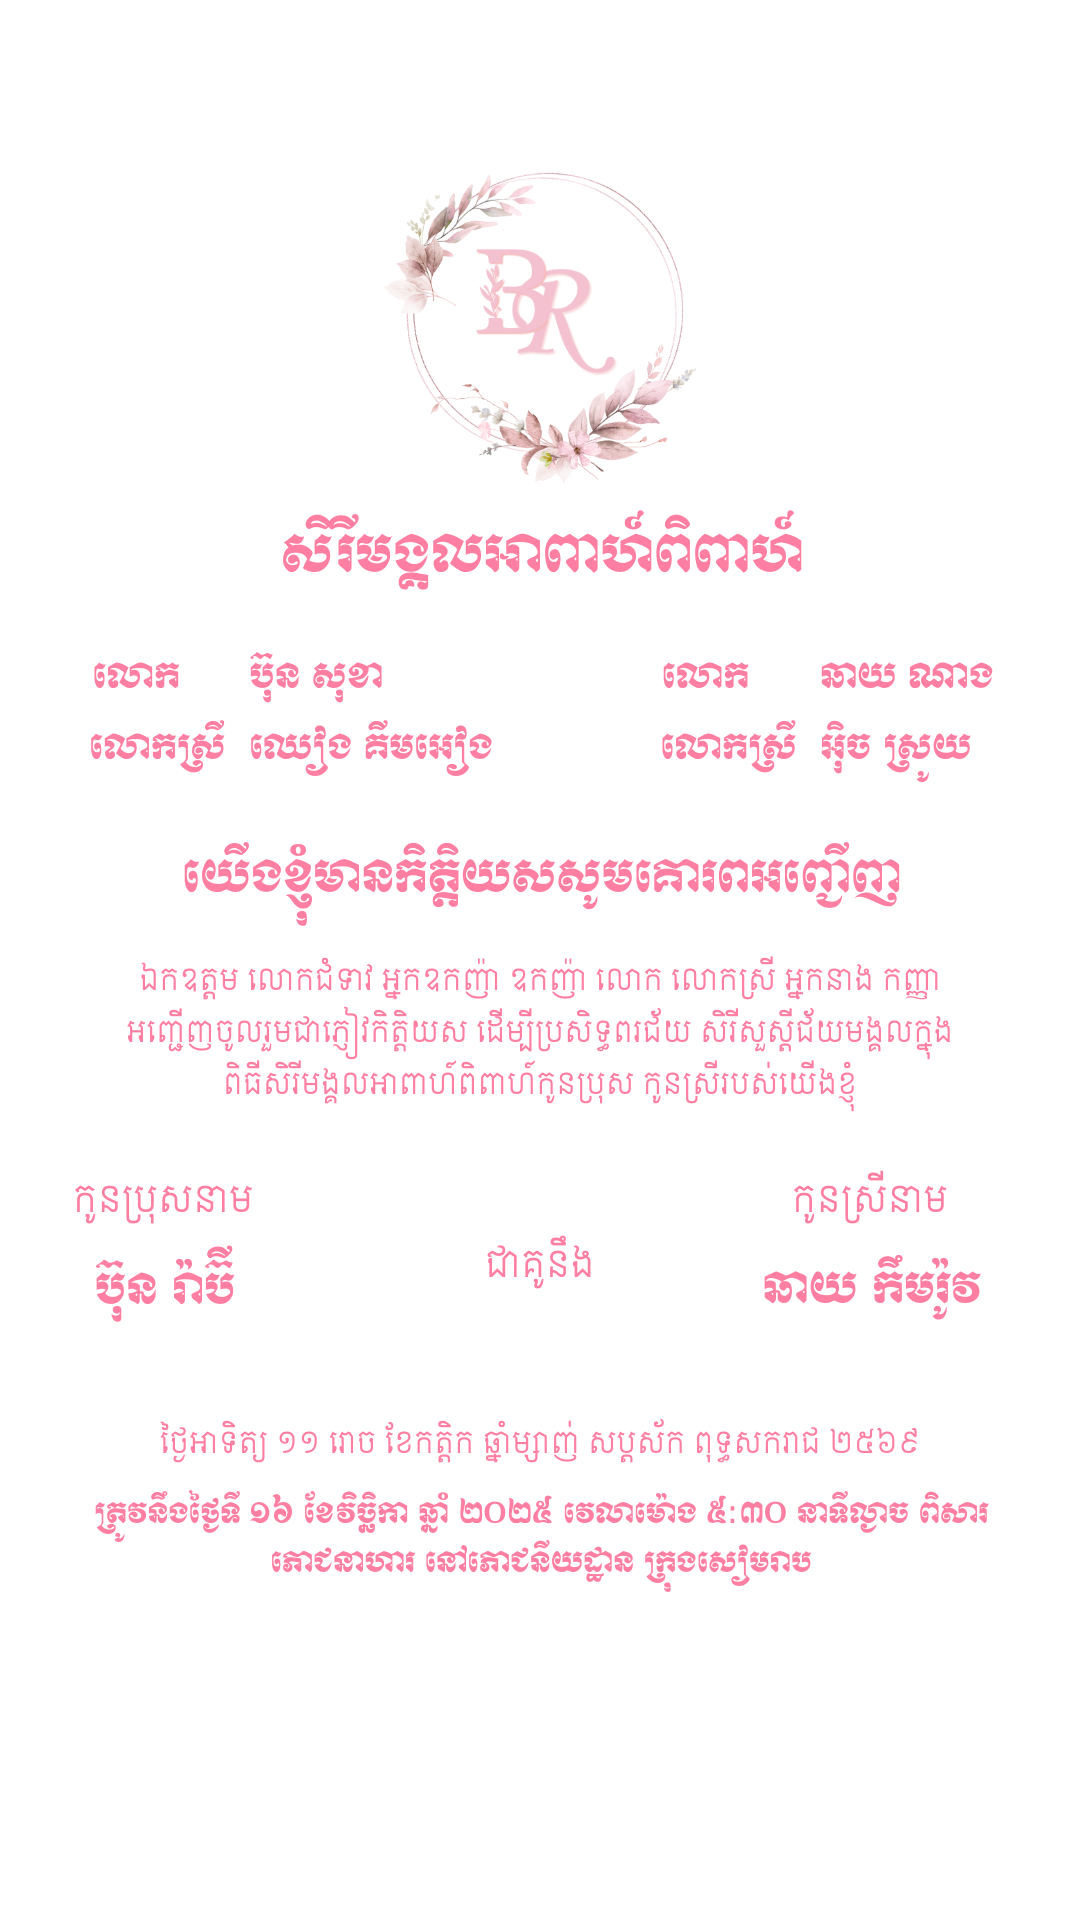 BR
សិរីមង្គលអាពាហ៍ពិពាហ៍
លោក ប៊ុន សុខា លោក ឆាយ ណាង
លោកស្រី ឈៀង គីមអៀង លោកស្រី អ៊ិច ស្រូយ
យើងខ្ញុំមានកិត្តិយសសូមគោរពអញ្ជើញ
ឯកឧត្តម លោកជំទាវ អ្នកឧកញ៉ា ឧកញ៉ា លោក លោកស្រី អ្នកនាង កញ្ញា
អញ្ជើញចូលរួមជាភ្ញៀវកិត្តិយស ដើម្បីប្រសិទ្ធពរជ័យ សិរីសួស្តីជ័យមង្គលក្នុង
ពិធីសិរីមង្គលអាពាហ៍ពិពាហ៍កូនប្រុស កូនស្រីរបស់យើងខ្ញុំ
កូនប្រុសនាម កូនស្រីនាម
ជាគូនឹង
ប៊ុន រ៉ាប៊ី ឆាយ កឹមរ៉ូវ
ថ្ងៃអាទិត្យ ១១ រោច ខែកត្តិក ឆ្នាំម្សាញ់ សប្តស័ក ពុទ្ធសករាជ ២៥៦៩
ត្រូវនឹងថ្ងៃទី ១៦ ខែវិច្ឆិកា ឆ្នាំ ២០២៥ វេលាម៉ោង ៥:៣០ នាទីល្ងាច ពិសារ
ភោជនាហារ នៅភោជនីយដ្ឋាន ក្រុងសៀមរាប